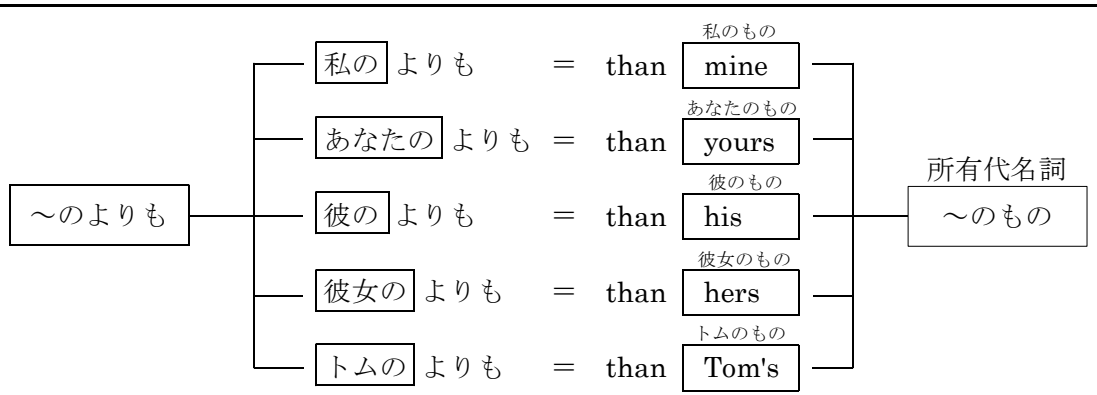 私のもの
私の よりも ＝ than mine
あなたのもの
あなたの よりも ＝ than yours
所有代名詞
彼のもの
～のよりも 彼の よりも ＝ than his ～のもの
彼女のもの
彼女の よりも ＝ than hers
トムのもの
トムの よりも ＝ than Tom's